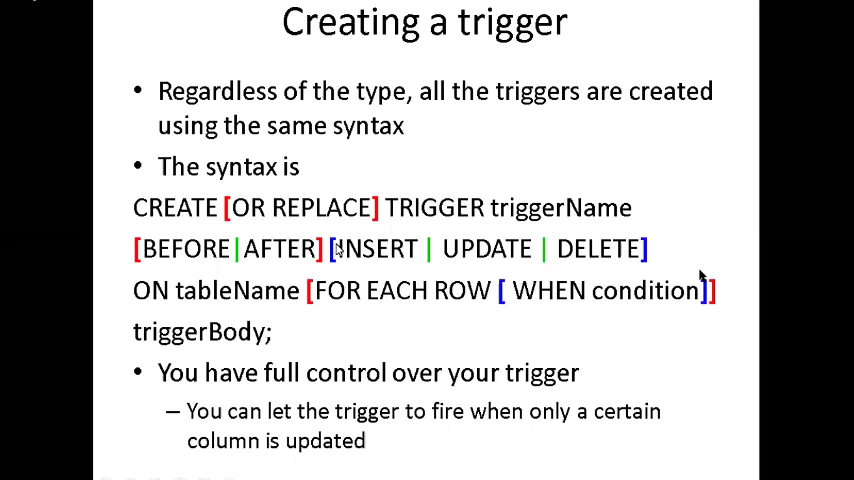 Creating a trigger
• Regardless of the type, all the triggers are created
using the same syntax
• The syntax is
CREATE [OR REPLACE] TRIGGER triggerName
[BEFORE|AFTER] [INSERT | UPDATE | DELETE]
ON tableName [FOR EACH ROW [ WHEN condition]]
triggerBody;
• You have full control over your trigger
– You can let the trigger to fire when only a certain
column is updated